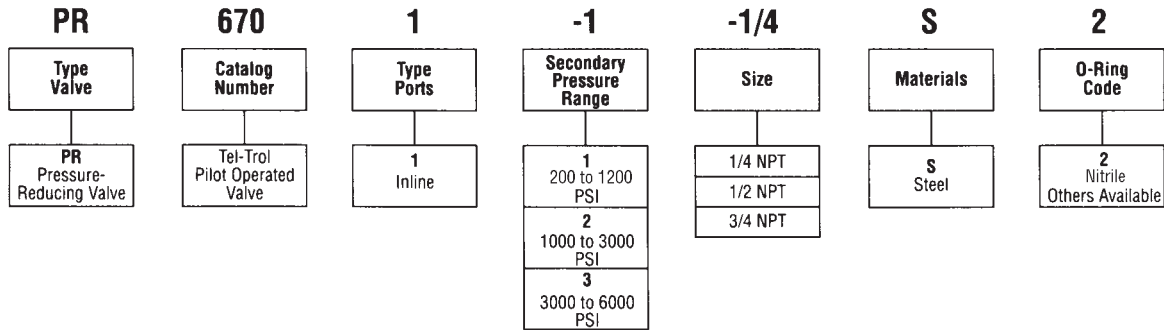 PR 670 1 -1 -1/4 S 2
Type
Valve
Catalog
Number
Type
Ports
Secondary
Pressure
Range
Size
Materials
O-Ring
Code
PR
Pressure-
Reducing Valve
Tel-Trol
Pilot Operated
Valve
1
Inline
1
200 to 1200
PSI
2
1000 to 3000
PSI
3
3000 to 6000
PSI
1/4 NPT
1/2 NPT
3/4 NPT
S
Steel
2
Nitrile
Others Available